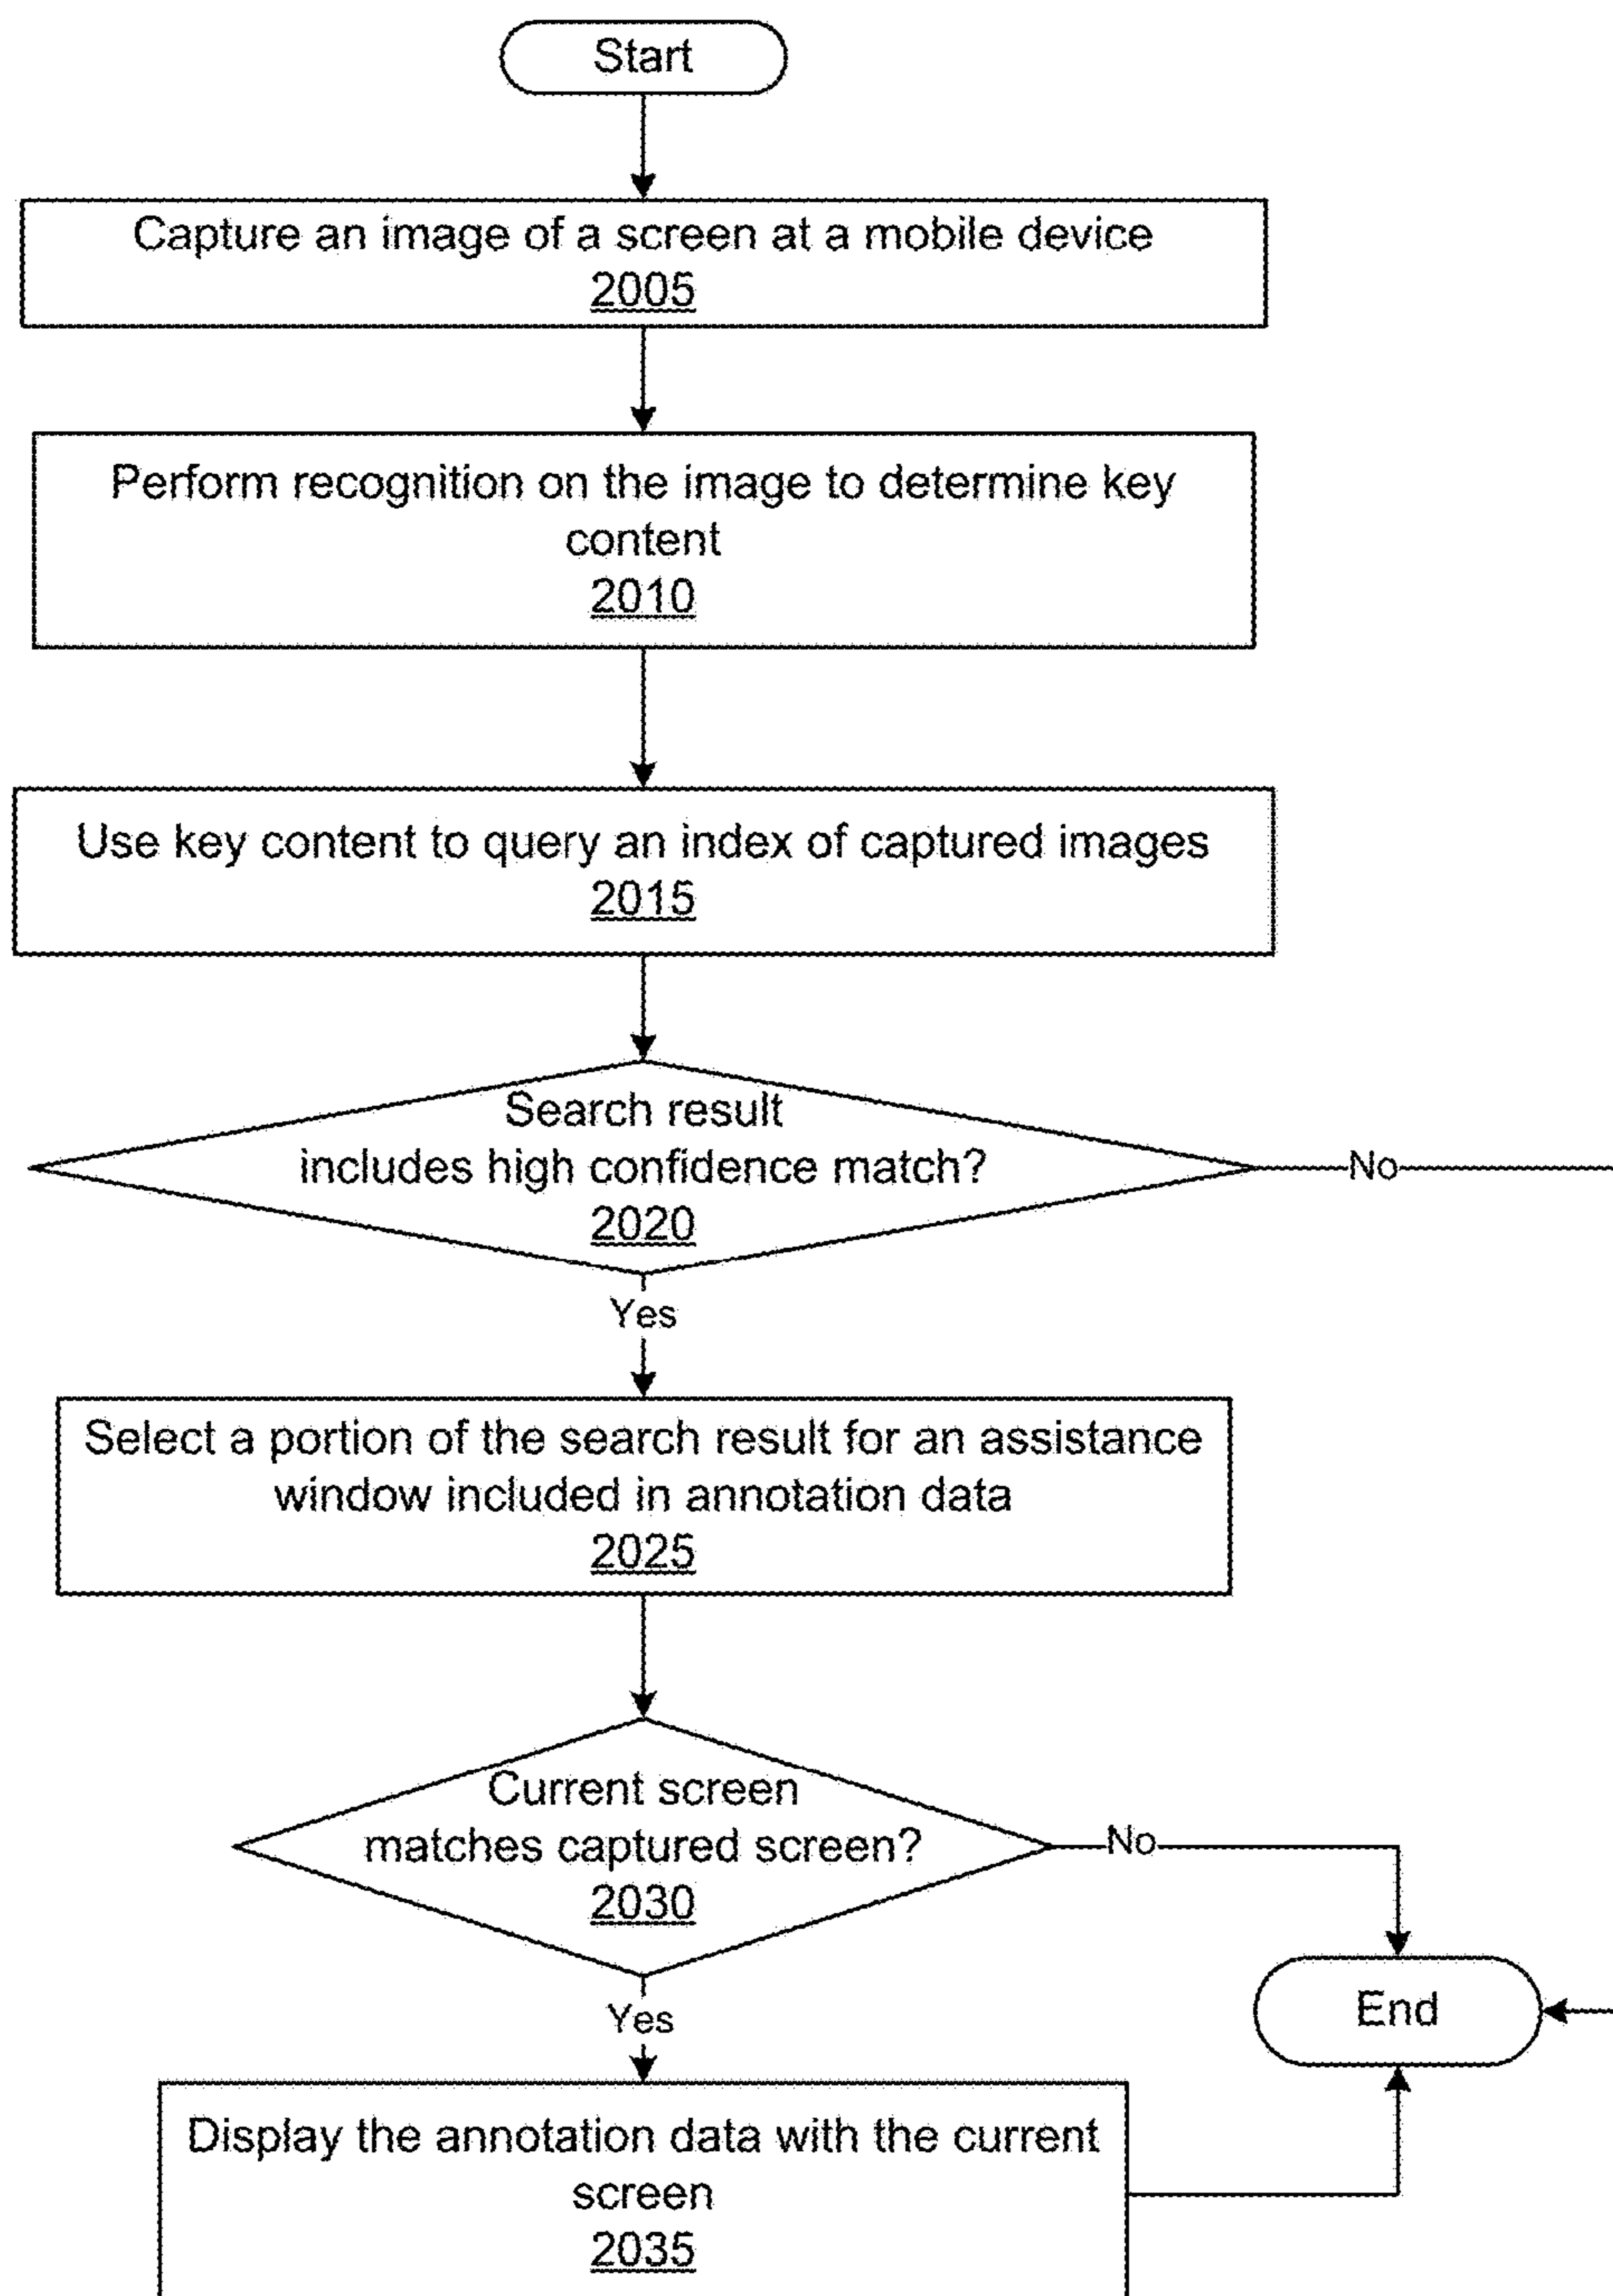 Start
Capture an image of a screen at a mobile device
2005
Perform recognition on the image to determine key
content
2010
Use key content to query an index of captured images
2015
Search result
includes high confidence match?
2020
No
Yes
Select a portion of the search result for an assistance
window included in annotation data
2025
Current screen
matches captured screen?
2030
No
Yes
End
Display the annotation data with the current
screen
2035